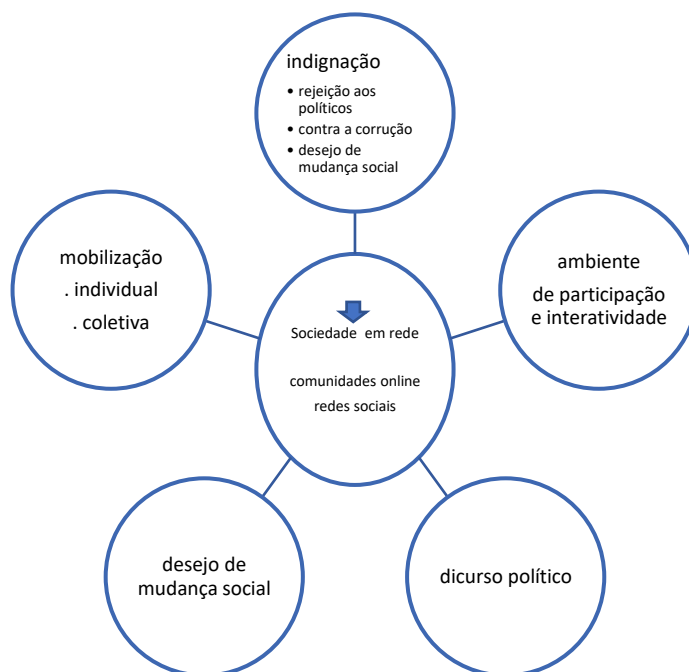 indignação
• rejeição aos
políticos
• contra a corrução
• desejo de
mudança social
mobilização
. individual
. coletiva
ambiente
de participação
e interatividade
Sociedade em rede
comunidades online
redes sociais
desejo de
mudança social
dicurso político